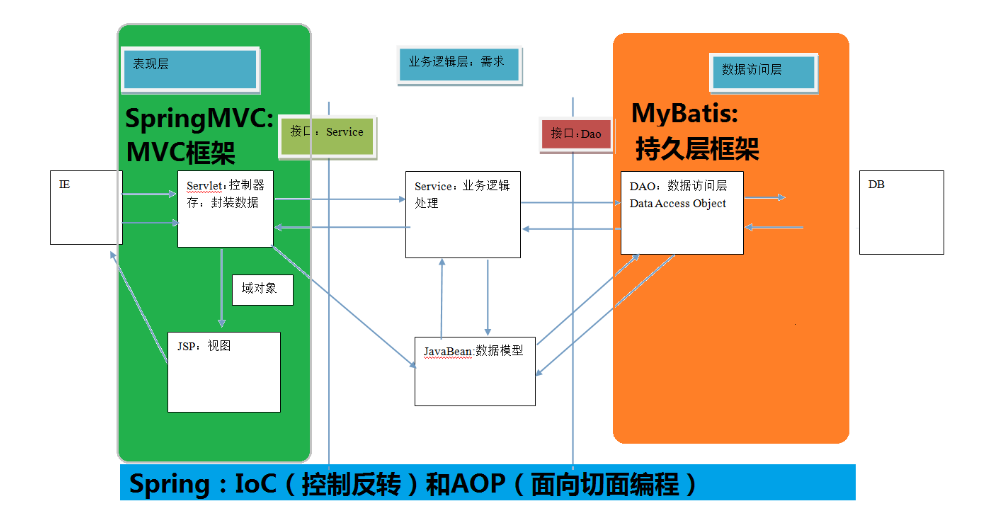 表现层
业务逻辑层：需求
数据访问层
SpringMVC:
MVC框架
接口：Service
接口:Dao
MyBatis:
持久层框架
IE
Servlet:控制器
存：封装数据
Service：业务逻辑
处理
DAO：数据访问层
Data Access Object
DB
域对象
JSP：视图
JavaBean:数据模型
Spring：IoC（控制反转）和AOP（面向切面编程）